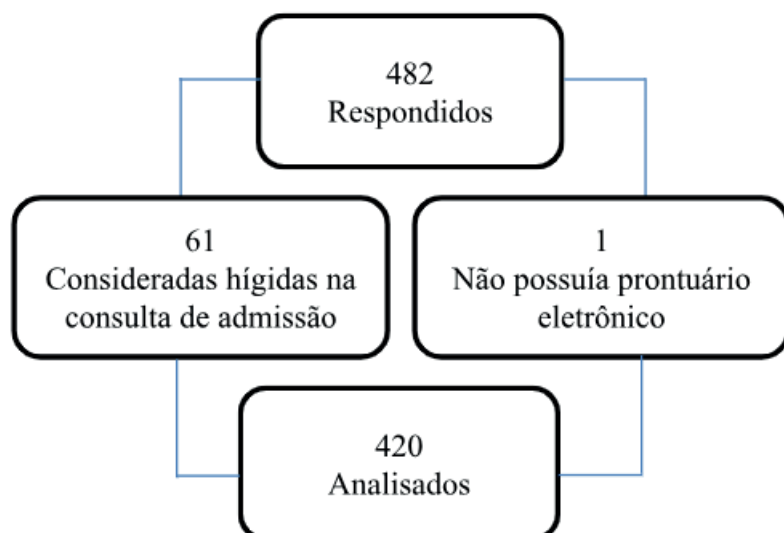 482
Respondidos
61
Consideradas hígidas na
consulta de admissão
1
Não possuía prontuário
eletrônico
420
Analisados